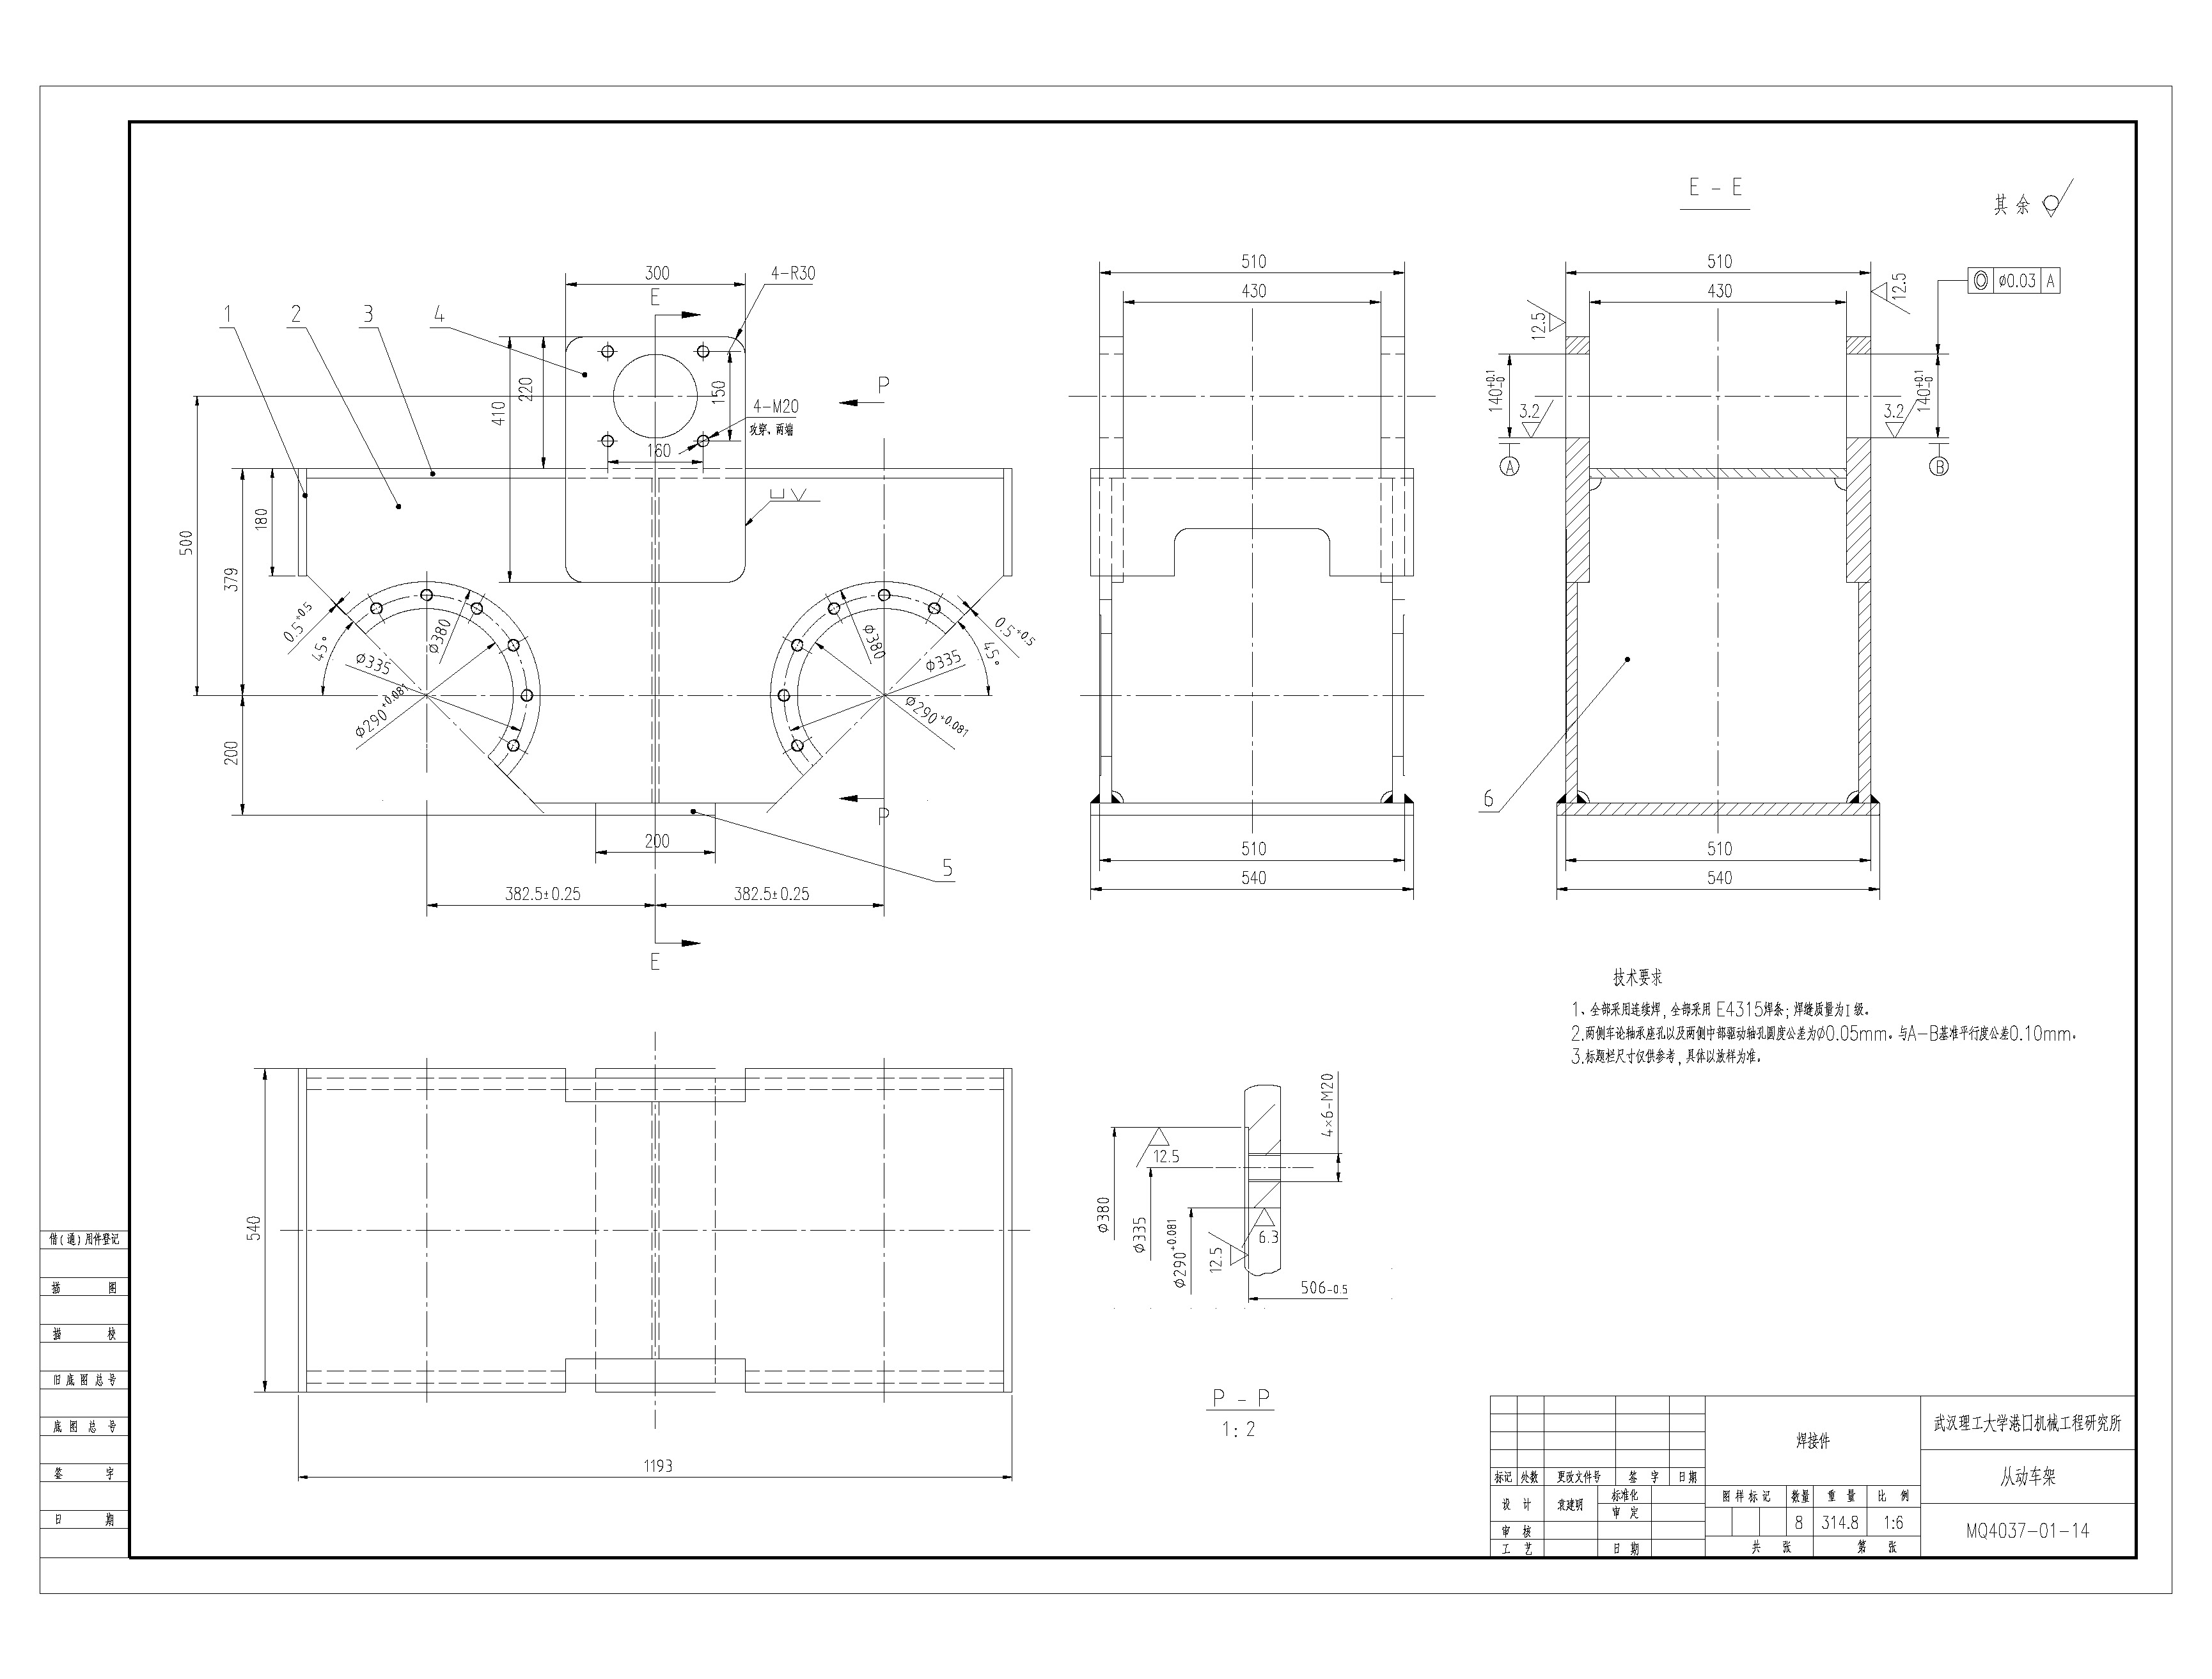 E - E
其 余
1
2
3
4
300
E
4-R30
P
220
410
150
4-M20
攻穿、两端
160
500
379
180
200
0.5+0.5
45°
Φ335
Φ380
Φ290+0.081
Φ380
Φ335
Φ290+0.081
0.5+0.5
45°
P
200
5
382.5±0.25
382.5±0.25
E
510
430
510
540
510
430
12.5
12.5
◎ Φ0.03 A
140+0.1-0
140+0.1-0
3.2
3.2
A
B
6
510
540
技术要求
1、全部采用连续焊，全部采用 E4315焊条；焊缝质量为I 级。
2.两侧车论轴承座孔以及两侧中部驱动轴孔圆度公差为Φ0.05mm。与A-B基准平行度公差0.10mm。
3.标题栏尺寸仅供参考，具体以放样为准。
540
1193
Φ380
Φ335
Φ290+0.081
12.5
12.5
6.3
4×6-M20
506-0.5
P - P
1:2
借(通)用件登记
描 图
描 校
旧 底 图 总 号
底 图 总 号
签 字
日 期
标记 处数 更改文件号 签 字 日期
设 计 袁建明 标准化
审 定
审 核
工 艺 日 期
焊接件
图 样 标 记 数量 重 量 比 例
8 314.8 1:6
共 张 第 张
武汉理工大学港口机械工程研究所
从动车架
MQ4037-01-14